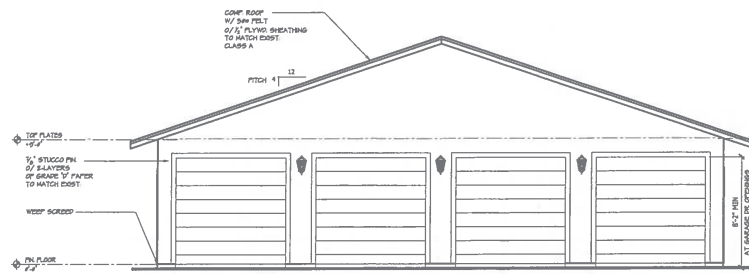 COMP. ROOF
W/ 30# FELT
O/ ½" PLYWD. SHEATHING
TO MATCH EXIST.
CLASS A
12
PITCH 4
TOP PLATES
⅞" STUCCO FIN.
O/ 2-LAYERS
OF GRADE 'D' PAPER
TO MATCH EXIST.
WEEP SCREED
FIN. FLOOR
8'-2" MIN
AT GARAGE DR. OPENINGS